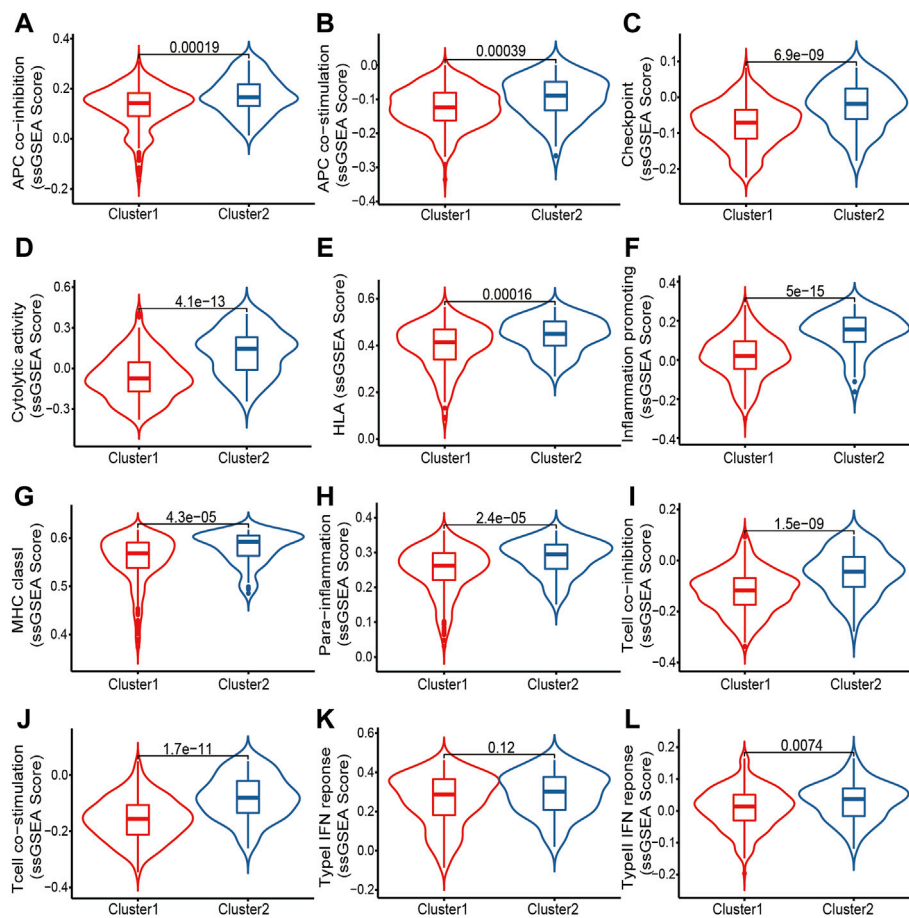 A
APC co-inhibition
(ssGSEA Score)
0.4
0.2
0.0
−0.2
0.00019
Cluster1 Cluster2
B
APC co-stimulation
(ssGSEA Score)
0.0
−0.1
−0.2
−0.3
−0.4
0.00039
Cluster1 Cluster2
C
Checkpoint
(ssGSEA Score)
0.1
0.0
−0.1
−0.2
6.9e−09
Cluster1 Cluster2
D
Cytolytic activity
(ssGSEA Score)
0.6
0.3
0.0
−0.3
4.1e−13
Cluster1 Cluster2
E
HLA (ssGSEA Score)
0.6
0.4
0.2
0.0
0.00016
Cluster1 Cluster2
F
Inflammation promoting
(ssGSEA Score)
0.4
0.2
0.0
−0.2
−0.4
5e−15
Cluster1 Cluster2
G
MHC classI
(ssGSEA Score)
0.6
0.5
0.4
4.3e−05
Cluster1 Cluster2
H
Para−inflammation
(ssGSEA Score)
0.4
0.3
0.2
0.1
0.0
2.4e−05
Cluster1 Cluster2
I
Tcell co-inhibition
(ssGSEA Score)
0.2
0.0
−0.2
−0.4
1.5e−09
Cluster1 Cluster2
J
Tcell co−stimulation
(ssGSEA Score)
0.0
−0.2
−0.4
1.7e−11
Cluster1 Cluster2
K
TypeI IFN reponse
(ssGSEA Score)
0.6
0.4
0.2
0.0
−0.2
0.12
Cluster1 Cluster2
L
TypeII IFN reponse
(ssGSEA Score)
0.2
0.1
0.0
−0.1
−0.2
0.0074
Cluster1 Cluster2